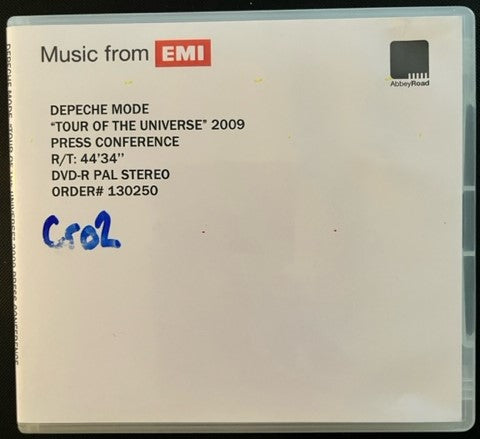 Music from EMI
AbbeyRoad
DEPECHE MODE
"TOUR OF THE UNIVERSE" 2009
PRESS CONFERENCE
R/T: 44'34''
DVD-R PAL STEREO
ORDER# 130250